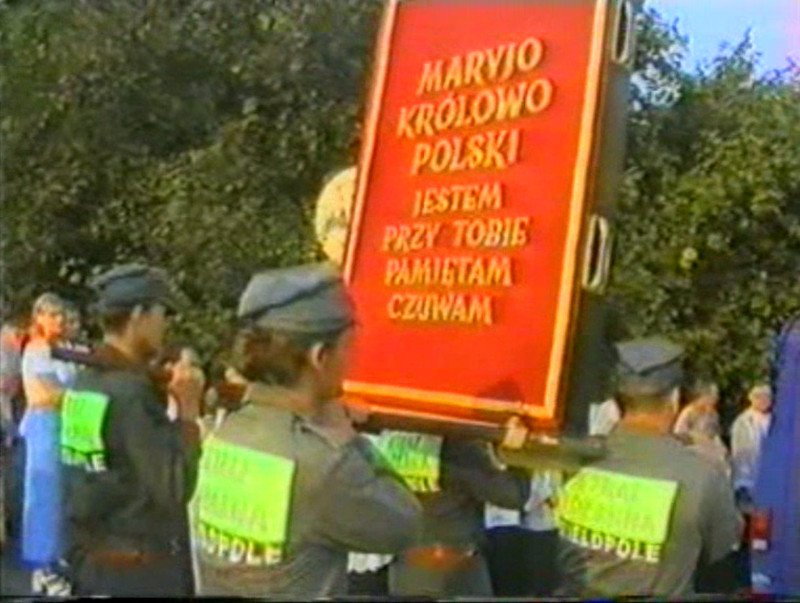 MARYJO
KRÓLOWO
POLSKI
JESTEM
PRZY TOBIE
PAMIĘTAM
CZUWAM